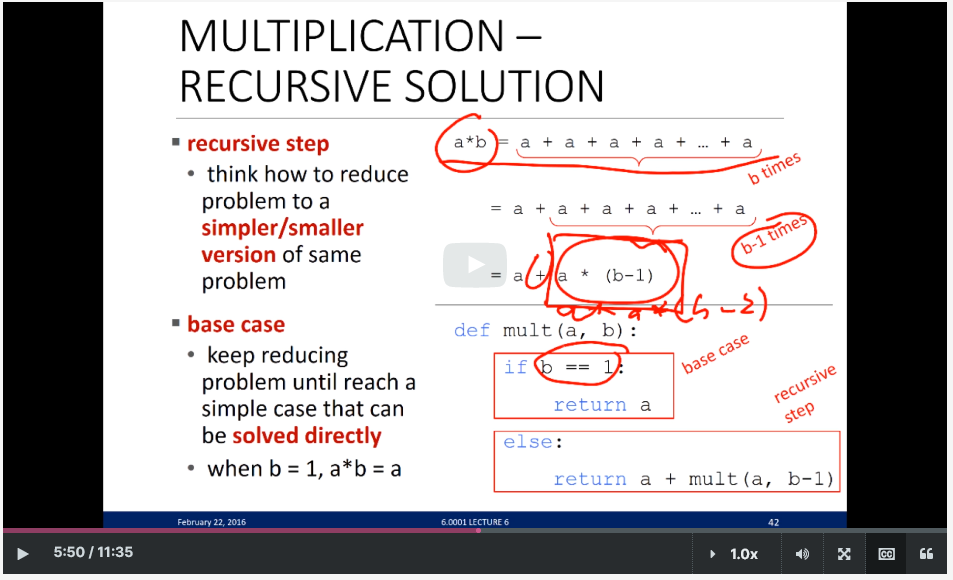 MULTIPLICATION –
RECURSIVE SOLUTION
▪ recursive step
• think how to reduce
problem to a
simpler/smaller
version of same
problem
▪ base case
• keep reducing
problem until reach a
simple case that can
be solved directly
• when b = 1, a*b = a
a*b = a + a + a + a + … + a
b times
= a + a + a + a + … + a
b-1 times
= a + a * (b-1)
a + a*(b-2)
def mult(a, b):
if b == 1:
return a
base case
else:
return a + mult(a, b-1)
recursive
step
February 22, 2016
6.0001 LECTURE 6
42
5:50 / 11:35
1.0x
CC